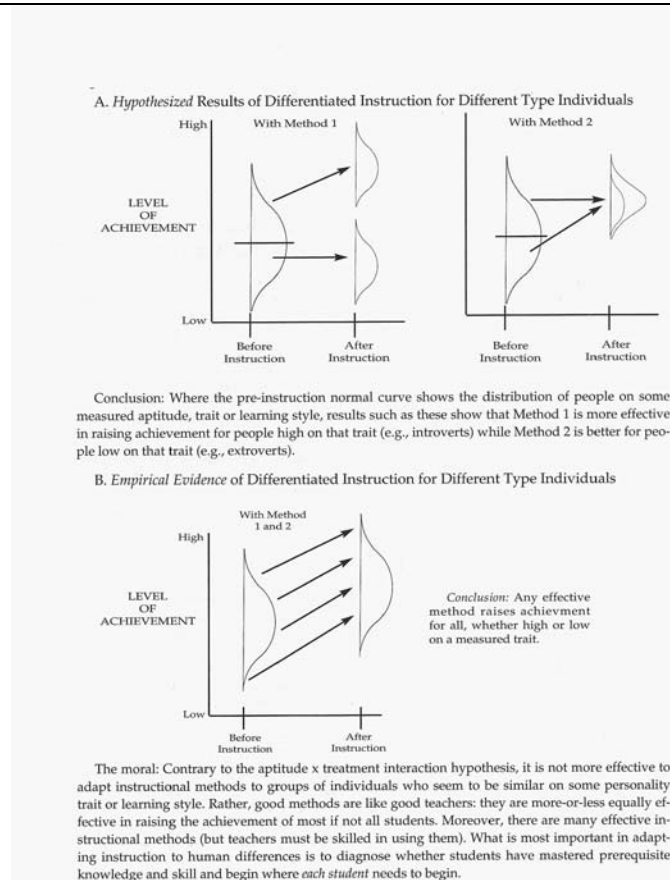 A. Hypothesized Results of Differentiated Instruction for Different Type Individuals
High
With Method 1
With Method 2
LEVEL
OF
ACHIEVEMENT
Low
Before
Instruction
After
Instruction
Before
Instruction
After
Instruction
Conclusion: Where the pre-instruction normal curve shows the distribution of people on some
measured aptitude, trait or learning style, results such as these show that Method 1 is more effective
in raising achievement for people high on that trait (e.g., introverts) while Method 2 is better for peo-
ple low on that trait (e.g., extroverts).
B. Empirical Evidence of Differentiated Instruction for Different Type Individuals
With Method
1 and 2
High
LEVEL
OF
ACHIEVEMENT
Low
Before
Instruction
After
Instruction
Conclusion: Any effective
method raises achievment
for all, whether high or low
on a measured trait.
The moral: Contrary to the aptitude x treatment interaction hypothesis, it is not more effective to
adapt instructional methods to groups of individuals who seem to be similar on some personality
trait or learning style. Rather, good methods are like good teachers: they are more-or-less equally ef-
fective in raising the achievement of most if not all students. Moreover, there are many effective in-
structional methods (but teachers must be skilled in using them). What is most important in adapt-
ing instruction to human differences is to diagnose whether students have mastered prerequisite
knowledge and skill and begin where each student needs to begin.